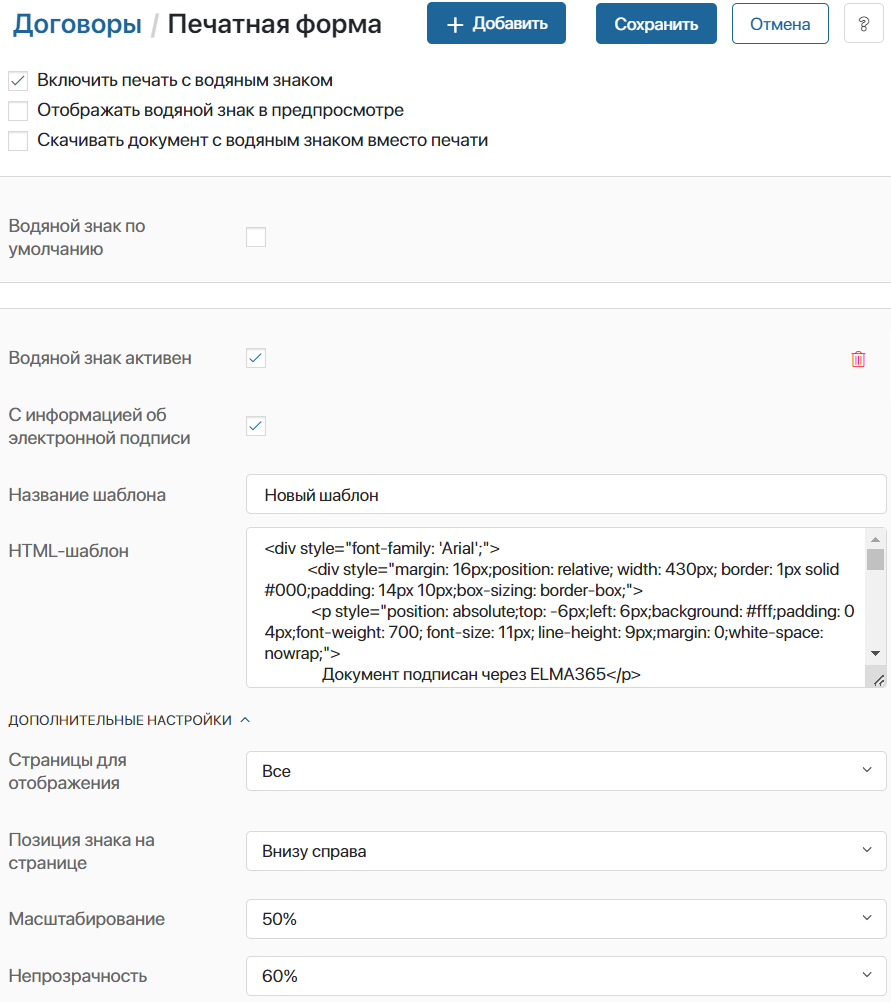 Договоры / Печатная форма
+ Добавить
Сохранить
Отмена
?
Включить печать с водяным знаком
Отображать водяной знак в предпросмотре
Скачивать документ с водяным знаком вместо печати
Водяной знак по
умолчанию
Водяной знак активен
С информацией об
электронной подписи
Название шаблона
Новый шаблон
HTML-шаблон
<div style="font-family: 'Arial';">
<div style="margin: 16px;position: relative; width: 430px; border: 1px solid
#000;padding: 14px 10px;box-sizing: border-box;">
<p style="position: absolute;top: -6px;left: 6px;background: #fff;padding: 0
4px;font-weight: 700; font-size: 11px; line-height: 9px;margin: 0;white-space:
nowrap;">
Документ подписан через ELMA365</p>
ДОПОЛНИТЕЛЬНЫЕ НАСТРОЙКИ
Страницы для
отображения
Все
Позиция знака на
странице
Внизу справа
Масштабирование
50%
Непрозрачность
60%